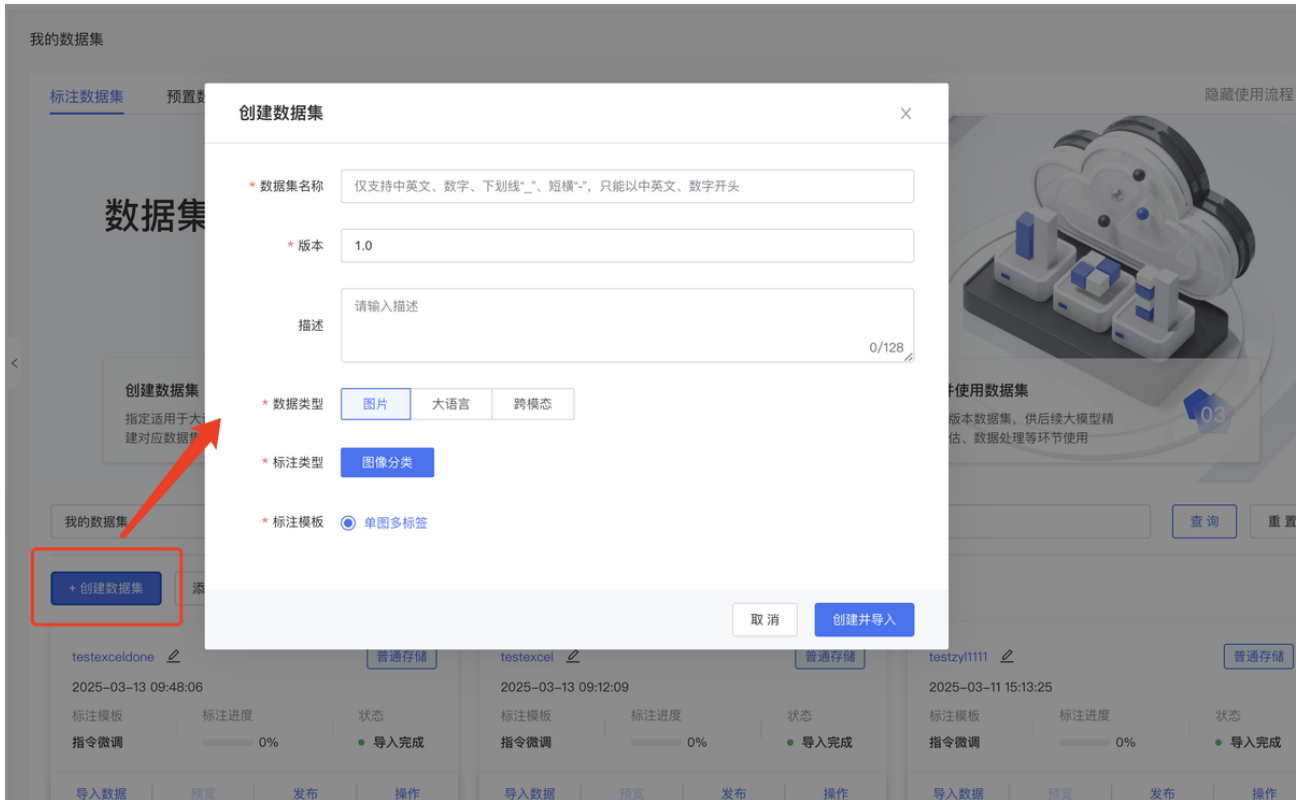 我的数据集
标注数据集
预置数
隐藏使用流程
创建数据集
* 数据集名称
仅支持中英文、数字、下划线“_”、短横“-”，只能以中英文、数字开头
* 版本
1.0
描述
请输入描述
0/128
* 数据类型
图片
大语言
跨模态
* 标注类型
图像分类
* 标注模板
单图多标签
取 消
创建并导入
数据集
创建数据集
指定适用于大
建对应数据集
使用数据集
版本数据集，供后续大模型精
估、数据处理等环节使用
03
我的数据集
查 询
重 置
+ 创建数据集
添
testexceldone
普通存储
2025-03-13 09:48:06
标注模板
标注进度
状态
指令微调
0%
导入完成
导入数据
预览
发布
操作
testexcel
普通存储
2025-03-13 09:12:09
标注模板
标注进度
状态
指令微调
0%
导入完成
导入数据
预览
发布
操作
testzyl1111
普通存储
2025-03-11 15:13:25
标注模板
标注进度
状态
指令微调
0%
导入完成
导入数据
预览
发布
操作